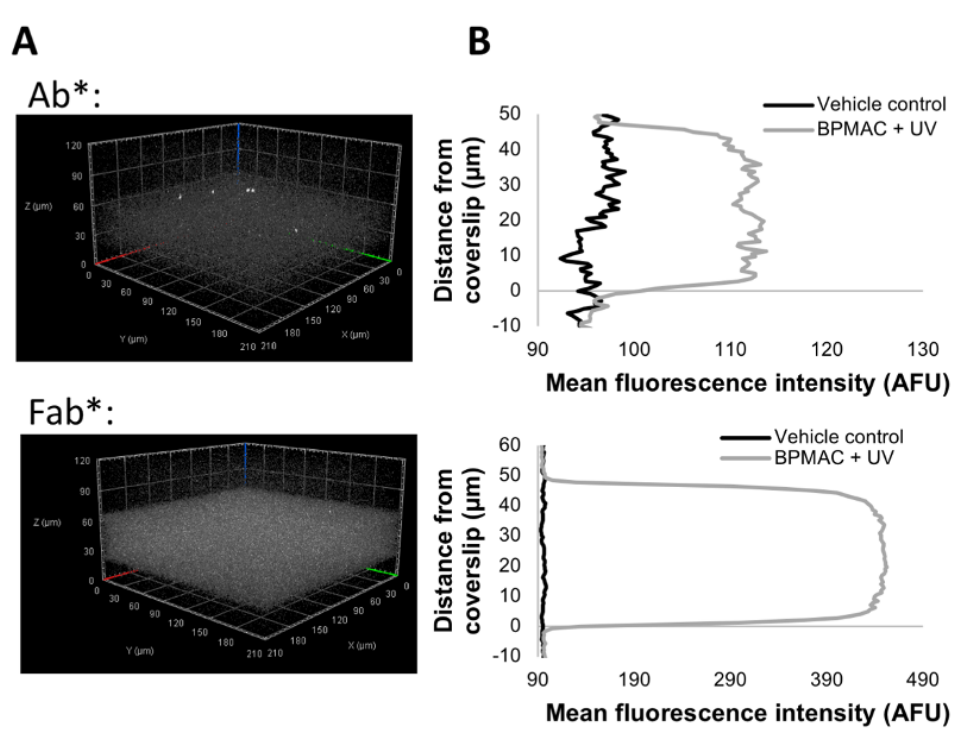 A
B
Ab*:
120
90
60
30
0
Z (µm)
0
30
60
90
120
150
180
210
Y (µm)
210
180
150
120
90
60
30
0
X (µm)
Vehicle control
BPMAC + UV
50
40
30
20
10
0
-10
Distance from
coverslip (µm)
90 100 110 120 130
Mean fluorescence intensity (AFU)
Fab*:
120
90
60
30
0
Z (µm)
0
30
60
90
120
150
180
210
Y (µm)
210
180
150
120
90
60
30
0
X (µm)
Vehicle control
BPMAC + UV
60
50
40
30
20
10
0
-10
Distance from
coverslip (µm)
90 190 290 390 490
Mean fluorescence intensity (AFU)